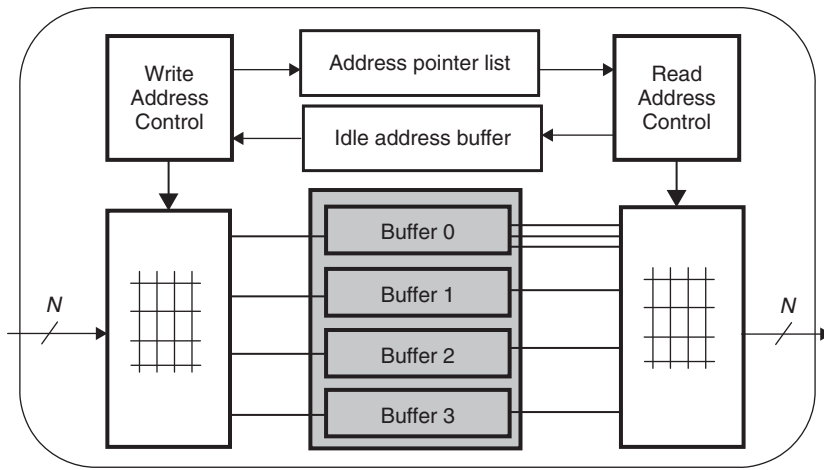 Write
Address
Control
Address pointer list
Read
Address
Control
Idle address buffer
Buffer 0
Buffer 1
N
N
Buffer 2
Buffer 3